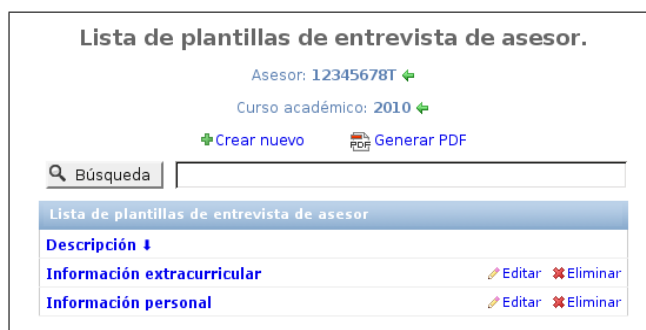 Lista de plantillas de entrevista de asesor.
Asesor: 12345678T
Curso académico: 2010
Crear nuevo PDF Generar PDF
Búsqueda
Lista de plantillas de entrevista de asesor
Descripción
Información extracurricular Editar Eliminar
Información personal Editar Eliminar